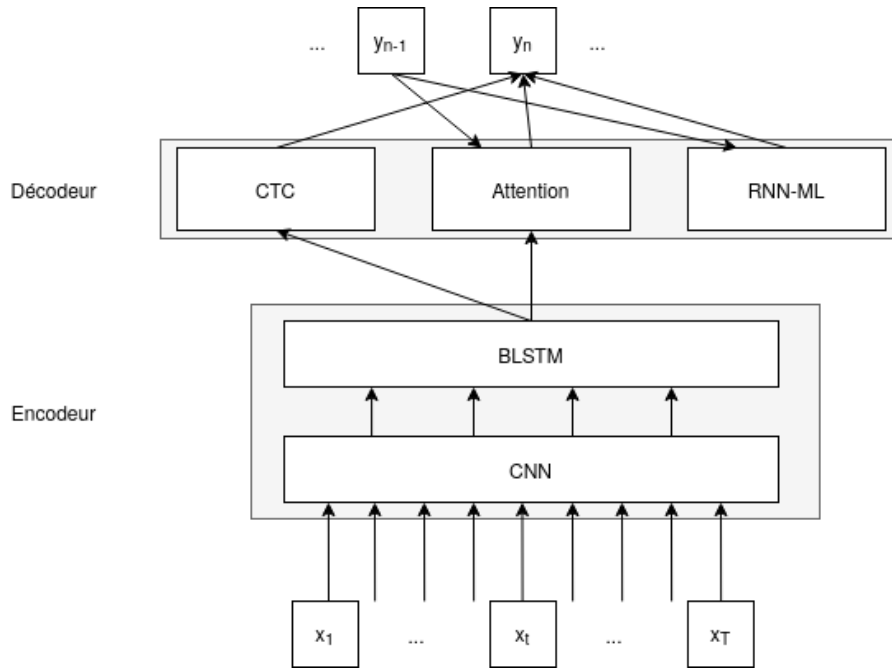 ... yn-1 yn ...
Décodeur CTC Attention RNN-ML
BLSTM
Encodeur
CNN
x1 ... xt ... xT